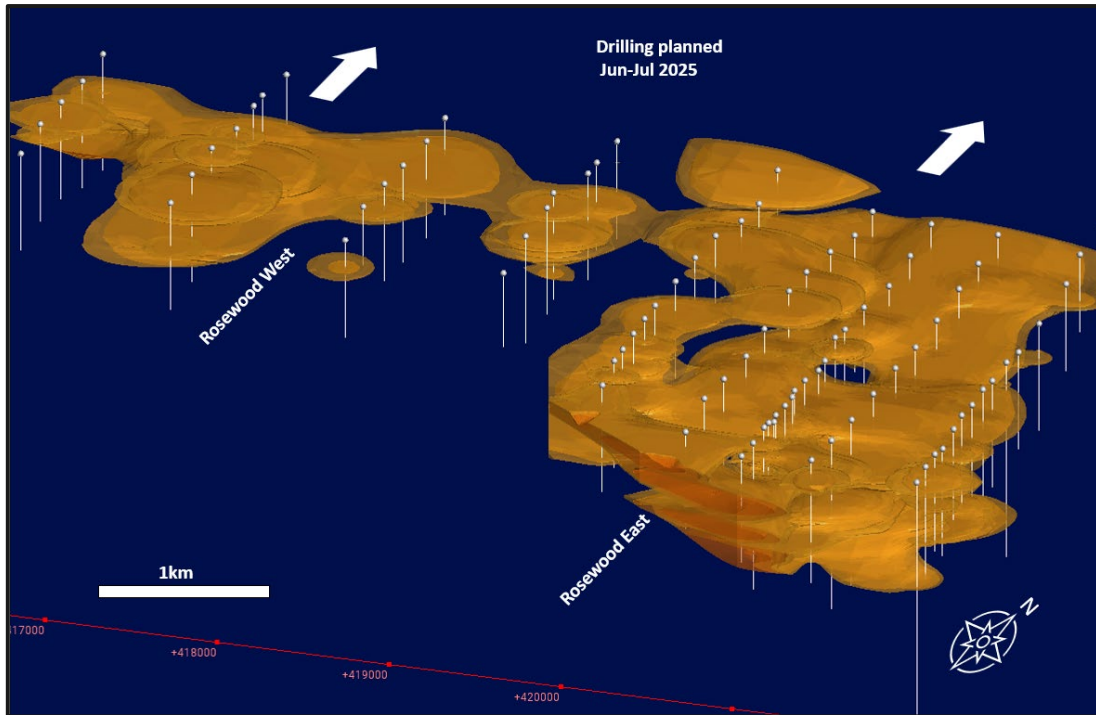 Drilling planned
Jun-Jul 2025
Rosewood West
Rosewood East
1km
N
+418000
+419000
+420000